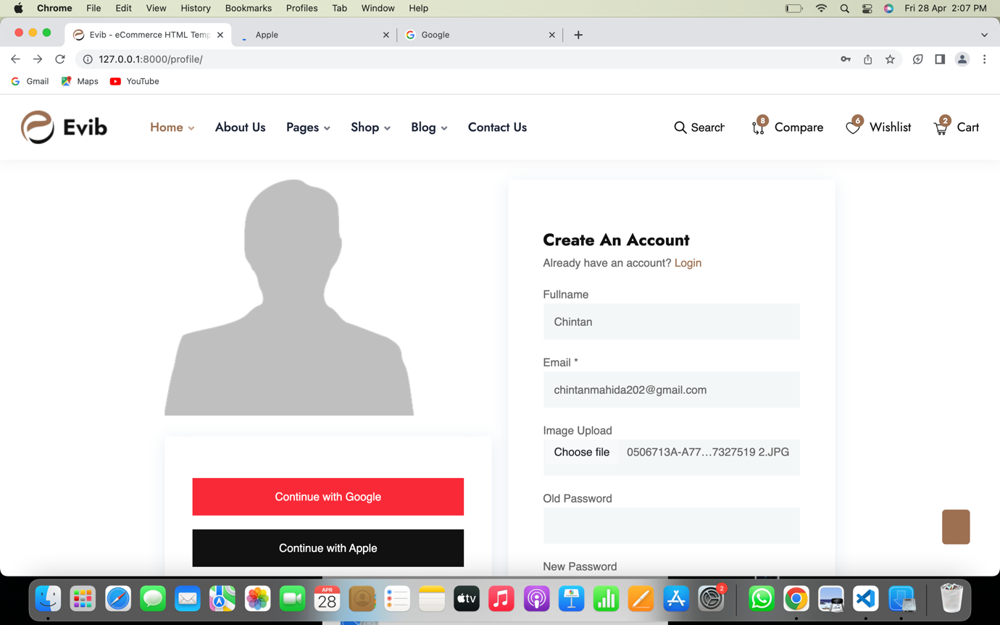 Chrome File Edit View History Bookmarks Profiles Tab Window Help Fri 28 Apr 2:07 PM
Evib - eCommerce HTML Temp Apple Google
127.0.0.1:8000/profile/
Gmail Maps YouTube
Evib Home About Us Pages Shop Blog Contact Us Search 8 Compare 6 Wishlist 2 Cart
Create An Account
Already have an account? Login
Fullname
Chintan
Email *
chintanmahida202@gmail.com
Image Upload
Choose file 0506713A-A77...7327519 2.JPG
Continue with Google
Old Password
Continue with Apple
New Password
APR
28
tv
2